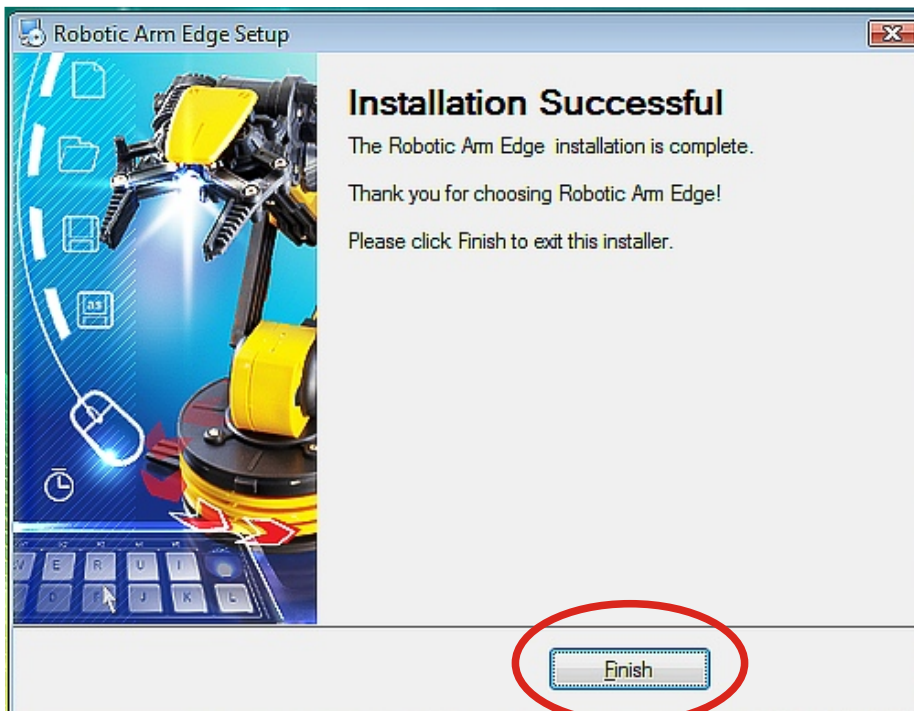 Robotic Arm Edge Setup
Installation Successful
The Robotic Arm Edge installation is complete.
Thank you for choosing Robotic Arm Edge!
Please click Finish to exit this installer.
as
E R U I
D F J K L
Finish